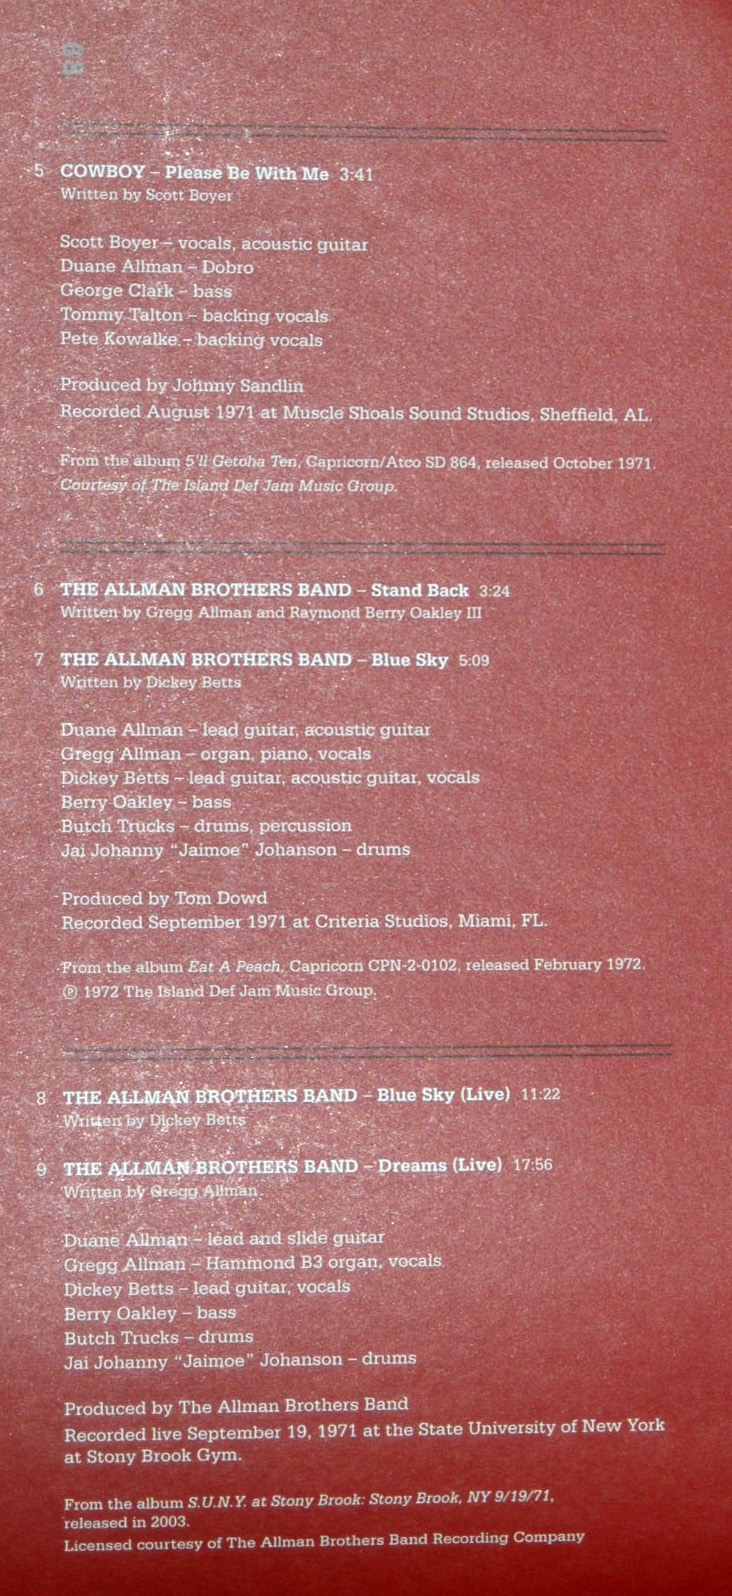 63
5 COWBOY – Please Be With Me 3:41
Written by Scott Boyer
Scott Boyer – vocals, acoustic guitar
Duane Allman – Dobro
George Clark – bass
Tommy Talton – backing vocals
Pete Kowalke – backing vocals
Produced by Johnny Sandlin
Recorded August 1971 at Muscle Shoals Sound Studios, Sheffield, AL.
From the album 5'll Getcha Ten, Capricorn/Atco SD 864, released October 1971.
Courtesy of The Island Def Jam Music Group.
6 THE ALLMAN BROTHERS BAND – Stand Back 3:24
Written by Gregg Allman and Raymond Berry Oakley III
7 THE ALLMAN BROTHERS BAND – Blue Sky 5:09
Written by Dickey Betts
Duane Allman – lead guitar, acoustic guitar
Gregg Allman – organ, piano, vocals
Dickey Betts – lead guitar, acoustic guitar, vocals
Berry Oakley – bass
Butch Trucks – drums, percussion
Jai Johanny “Jaimoe” Johanson – drums
Produced by Tom Dowd
Recorded September 1971 at Criteria Studios, Miami, FL.
From the album Eat A Peach, Capricorn CPN-2-0102, released February 1972.
℗ 1972 The Island Def Jam Music Group.
8 THE ALLMAN BROTHERS BAND – Blue Sky (Live) 11:22
Written by Dickey Betts
9 THE ALLMAN BROTHERS BAND – Dreams (Live) 17:56
Written by Gregg Allman
Duane Allman – lead and slide guitar
Gregg Allman – Hammond B3 organ, vocals
Dickey Betts – lead guitar, vocals
Berry Oakley – bass
Butch Trucks – drums
Jai Johanny “Jaimoe” Johanson – drums
Produced by The Allman Brothers Band
Recorded live September 19, 1971 at the State University of New York
at Stony Brook Gym.
From the album S.U.N.Y. at Stony Brook: Stony Brook, NY 9/19/71,
released in 2003.
Licensed courtesy of The Allman Brothers Band Recording Company